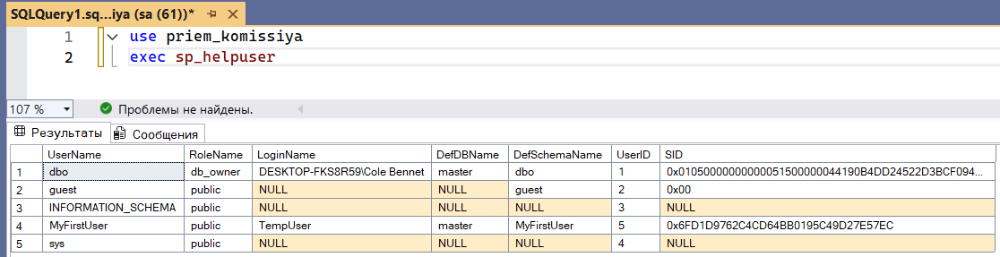 SQLQuery1.sq...iya (sa (61))*
1 use priem_komissiya
2 exec sp_helpuser
107 % Проблемы не найдены.
Результаты Сообщения
UserName RoleName LoginName DefDBName DefSchemaName UserID SID
1 dbo db_owner DESKTOP-FKS8R59\Cole Bennet master dbo 1 0x01050000000000051500000044190B4DD24522D3BCF094...
2 guest public NULL NULL guest 2 0x00
3 INFORMATION_SCHEMA public NULL NULL NULL 3 NULL
4 MyFirstUser public TempUser master MyFirstUser 5 0x6FD1D9762C4CD64BB0195C49D27E57EC
5 sys public NULL NULL NULL 4 NULL